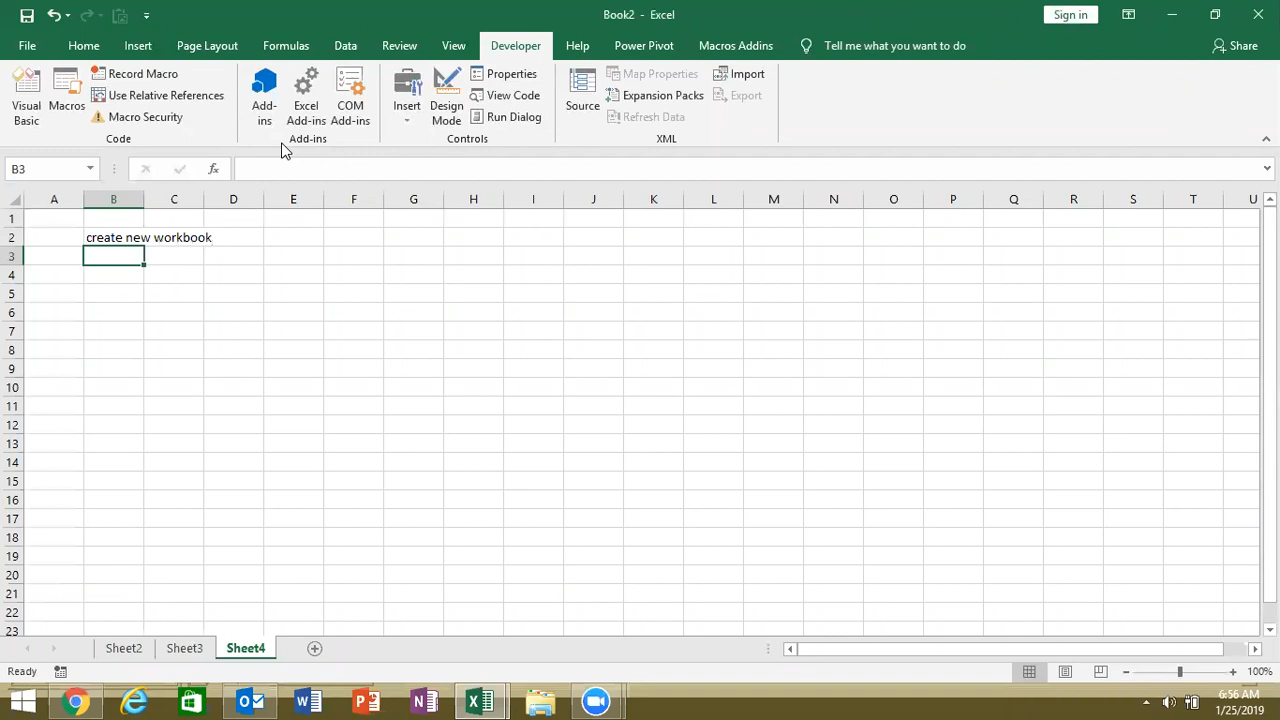 Book2 - Excel
Sign in
File Home Insert Page Layout Formulas Data Review View Developer Help Power Pivot Macros Addins Tell me what you want to do Share
Visual Basic
Macros
Record Macro
Use Relative References
Macro Security
Code
Add-ins
Excel Add-ins
COM Add-ins
Add-ins
Insert
Design Mode
Properties
View Code
Run Dialog
Controls
Source
Map Properties
Expansion Packs
Refresh Data
Import
Export
XML
B3
fx
A B C D E F G H I J K L M N O P Q R S T U
1
2 create new workbook
3
4
5
6
7
8
9
10
11
12
13
14
15
16
17
18
19
20
21
22
23
Sheet2 Sheet3 Sheet4
Ready
100%
6:56 AM
1/25/2019